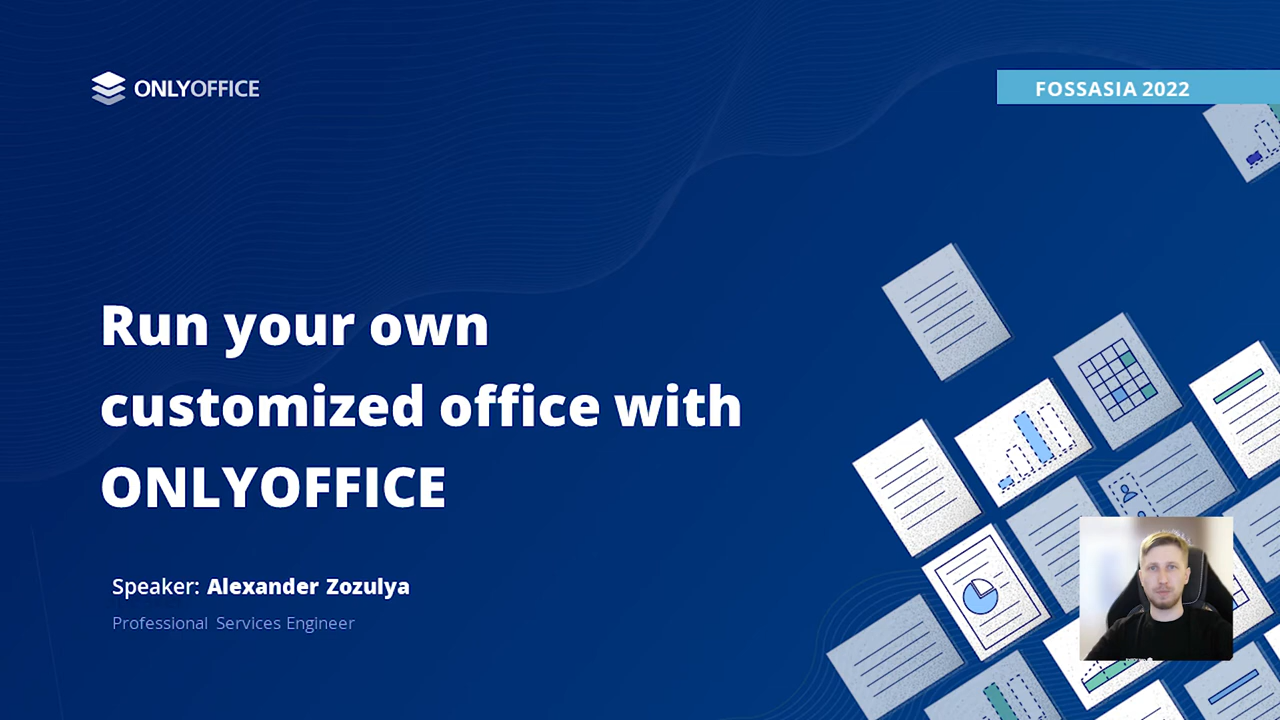 ONLYOFFICE
FOSSASIA 2022
Run your own
customized office with
ONLYOFFICE
Speaker: Alexander Zozulya
Professional Services Engineer